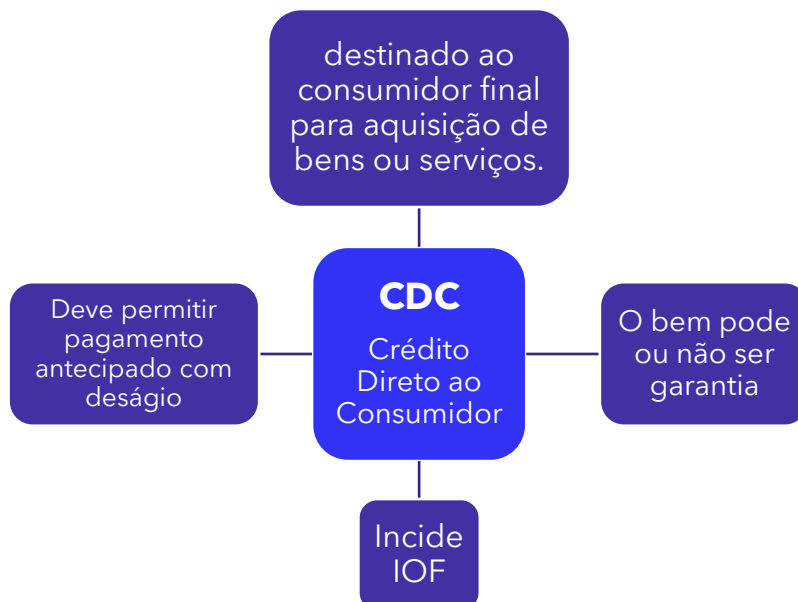 destinado ao
consumidor final
para aquisição de
bens ou serviços.
Deve permitir
pagamento
antecipado com
deságio
CDC
Crédito
Direto ao
Consumidor
O bem pode
ou não ser
garantia
Incide
IOF